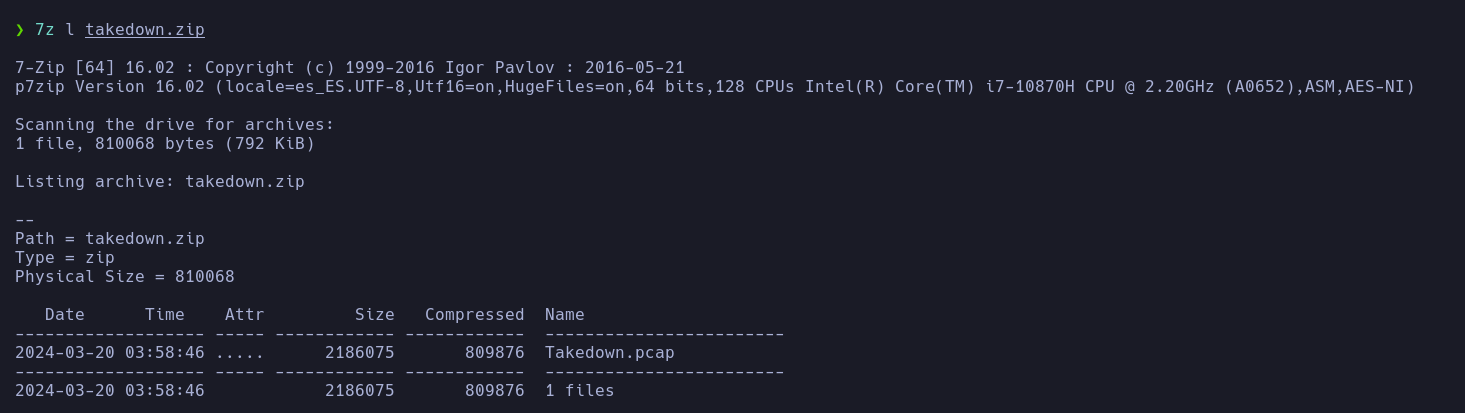 ❯ 7z l takedown.zip
7-Zip [64] 16.02 : Copyright (c) 1999-2016 Igor Pavlov : 2016-05-21
p7zip Version 16.02 (locale=es_ES.UTF-8,Utf16=on,HugeFiles=on,64 bits,128 CPUs Intel(R) Core(TM) i7-10870H CPU @ 2.20GHz (A0652),ASM,AES-NI)
Scanning the drive for archives:
1 file, 810068 bytes (792 KiB)
Listing archive: takedown.zip
--
Path = takedown.zip
Type = zip
Physical Size = 810068
   Date      Time    Attr         Size   Compressed  Name
------------------- ----- ------------ ------------  ------------------------
2024-03-20 03:58:46 .....      2186075       809876  Takedown.pcap
------------------- ----- ------------ ------------  ------------------------
2024-03-20 03:58:46            2186075       809876  1 files